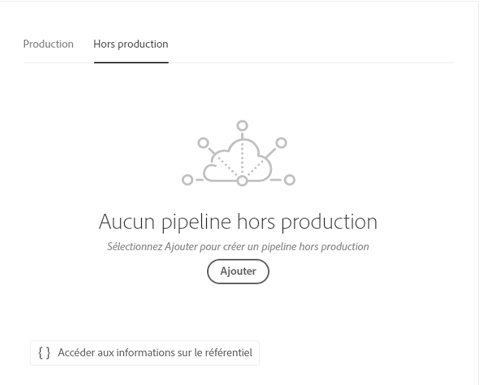 Production Hors production
Aucun pipeline hors production
Sélectionnez Ajouter pour créer un pipeline hors production
Ajouter
{ } Accéder aux informations sur le référentiel